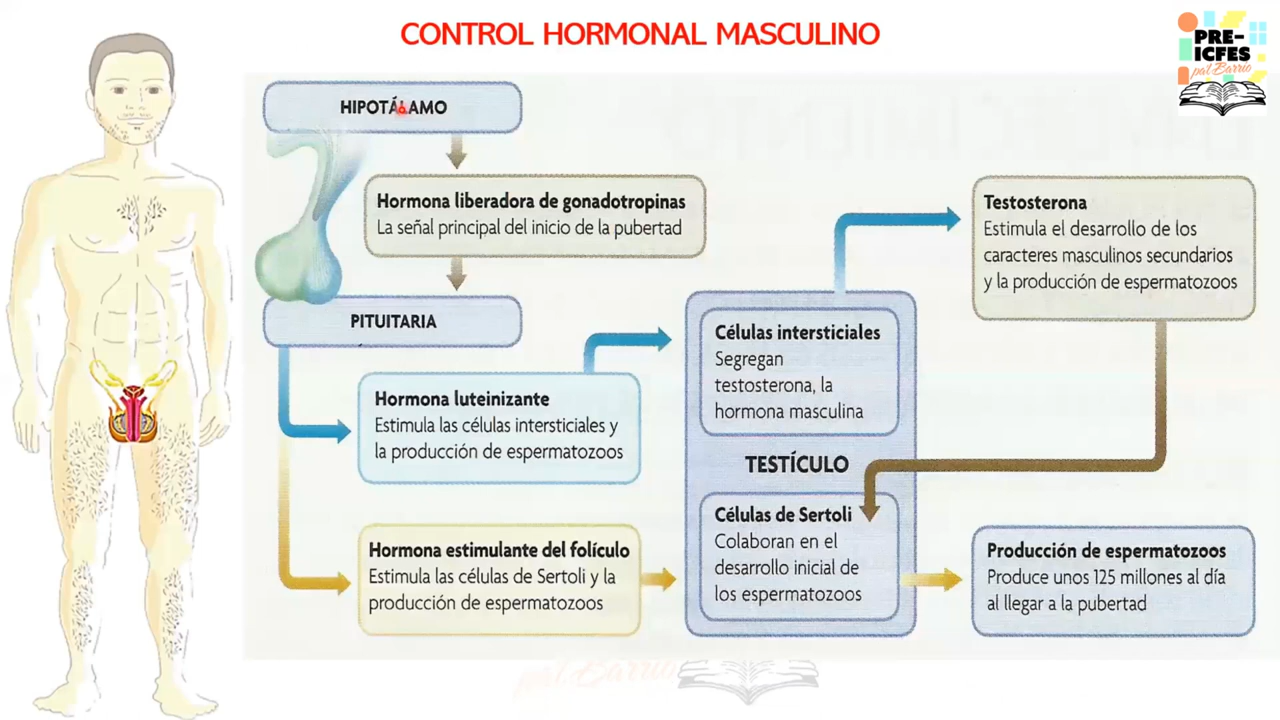 CONTROL HORMONAL MASCULINO
PRE-
ICFES
pa'l Barrio
HIPOTÁLAMO
Hormona liberadora de gonadotropinas
La señal principal del inicio de la pubertad
PITUITARIA
Hormona luteinizante
Estimula las células intersticiales y
la producción de espermatozoos
Hormona estimulante del folículo
Estimula las células de Sertoli y la
producción de espermatozoos
Células intersticiales
Segregan
testosterona, la
hormona masculina
TESTÍCULO
Células de Sertoli
Colaboran en el
desarrollo inicial de
los espermatozoos
Testosterona
Estimula el desarrollo de los
caracteres masculinos secundarios
y la producción de espermatozoos
Producción de espermatozoos
Produce unos 125 millones al día
al llegar a la pubertad
pa'l Barrio